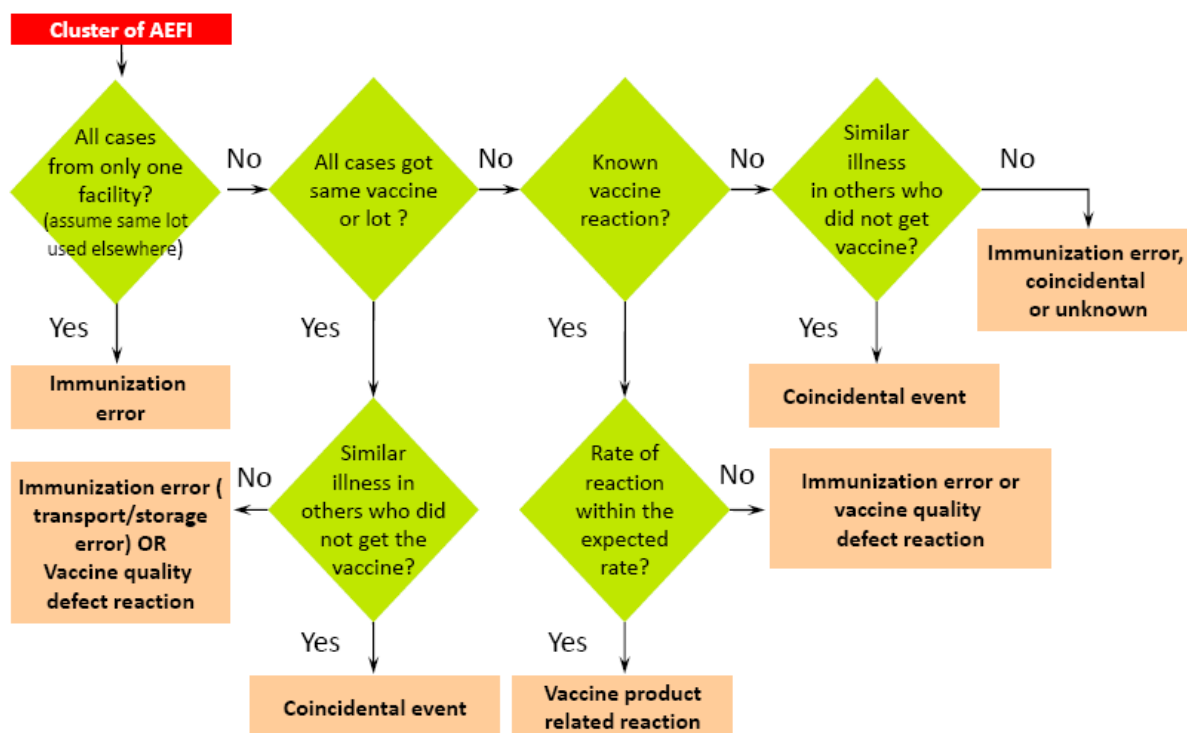 Cluster of AEFI
All cases
from only one
facility?
(assume same lot
used elsewhere)
No
All cases got
same vaccine
or lot ?
No
Known
vaccine
reaction?
No
Similar
illness
in others who
did not get
vaccine?
No
Immunization error,
coincidental
or unknown
Yes
Immunization
error
Yes
Yes
Yes
Coincidental event
Similar
illness in
others who did
not get the
vaccine?
No
Immunization error (
transport/storage
error) OR
Vaccine quality
defect reaction
Yes
Coincidental event
Rate of
reaction
within the
expected
rate?
No
Immunization error or
vaccine quality
defect reaction
Yes
Vaccine product
related reaction